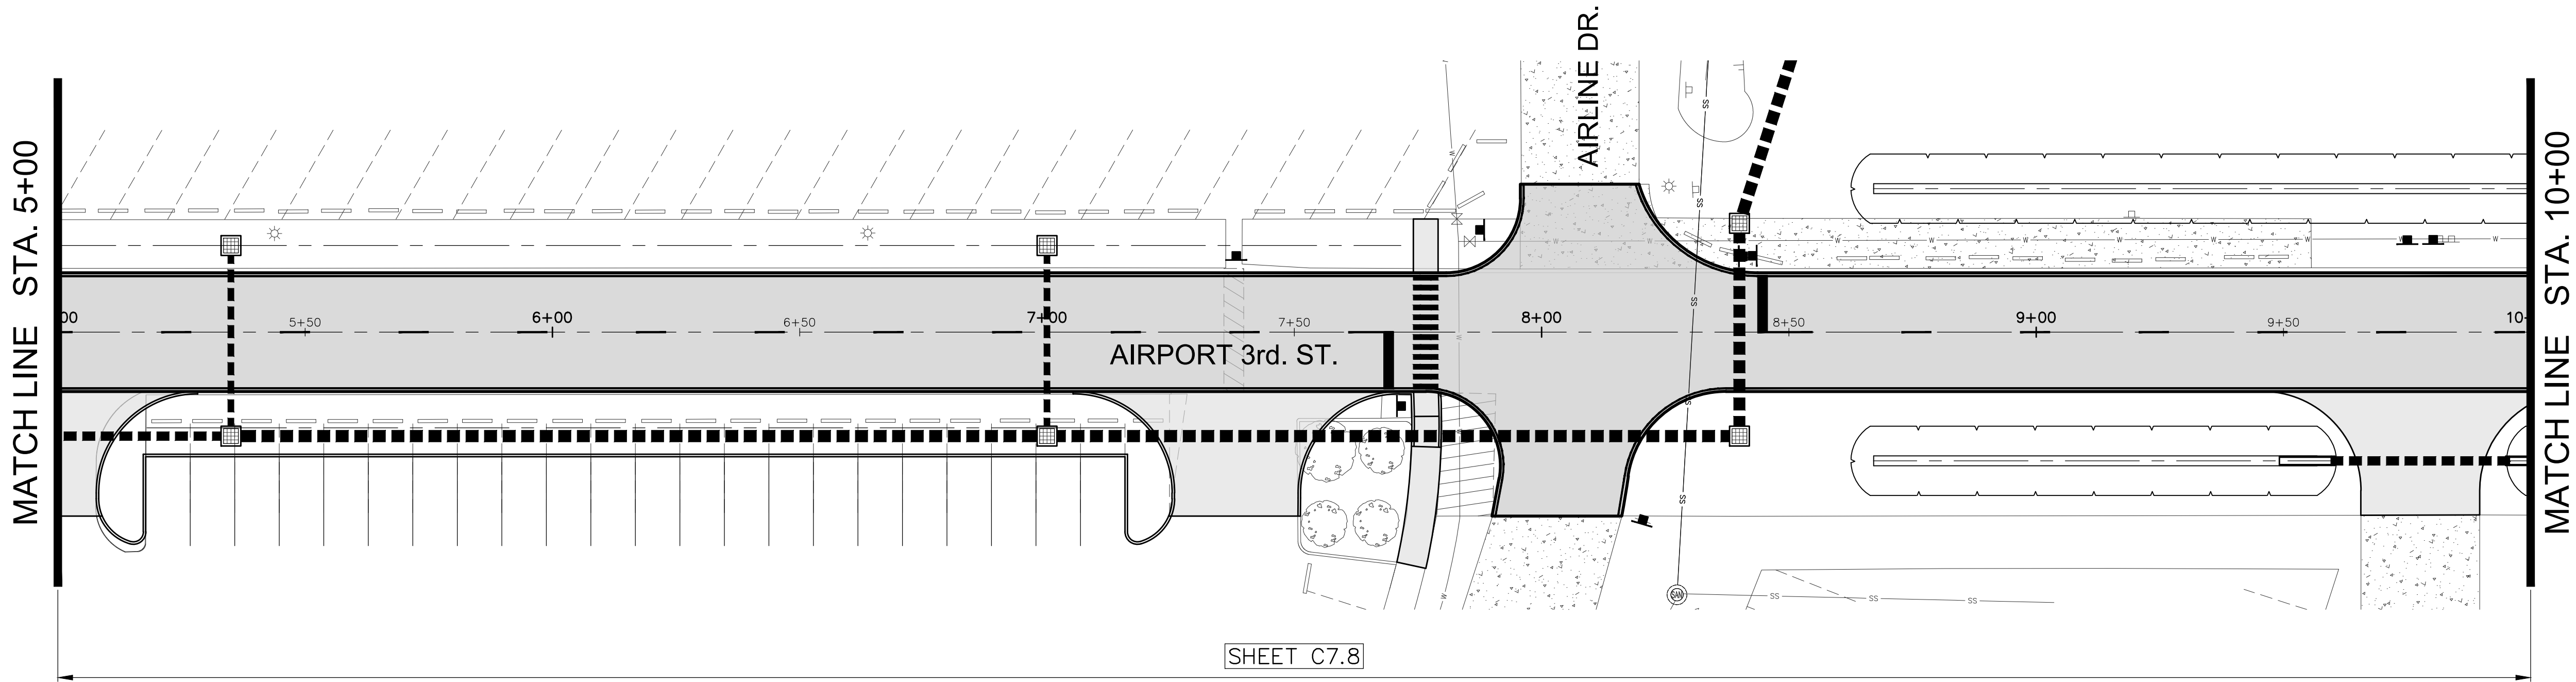 MATCH LINE STA. 5+00
AIRLINE DR.
MATCH LINE STA. 10+00
SS
SS
W
W
W W W W W W W W
SS
00 5+50 6+00 6+50 7+00 7+50 8+00 8+50 9+00 9+50 10+
W
AIRPORT 3rd. ST.
SS
W
SS
W
SAN SS SS SS
SHEET C7.8